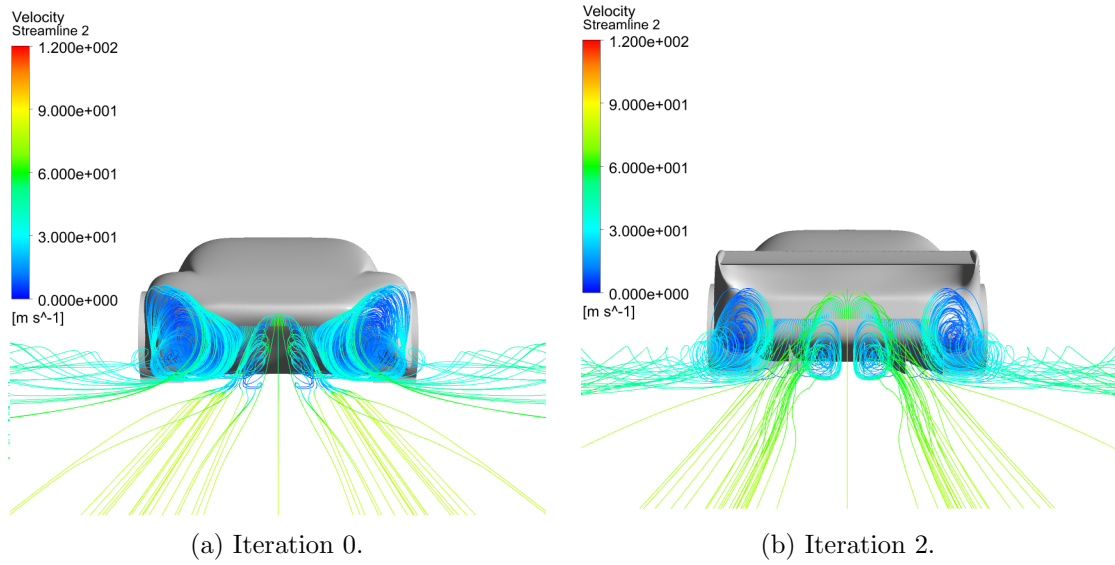 Velocity
Streamline 2
1.200e+002
9.000e+001
6.000e+001
3.000e+001
0.000e+000
[m s^-1]
Velocity
Streamline 2
1.200e+002
9.000e+001
6.000e+001
3.000e+001
0.000e+000
[m s^-1]
(a) Iteration 0.
(b) Iteration 2.